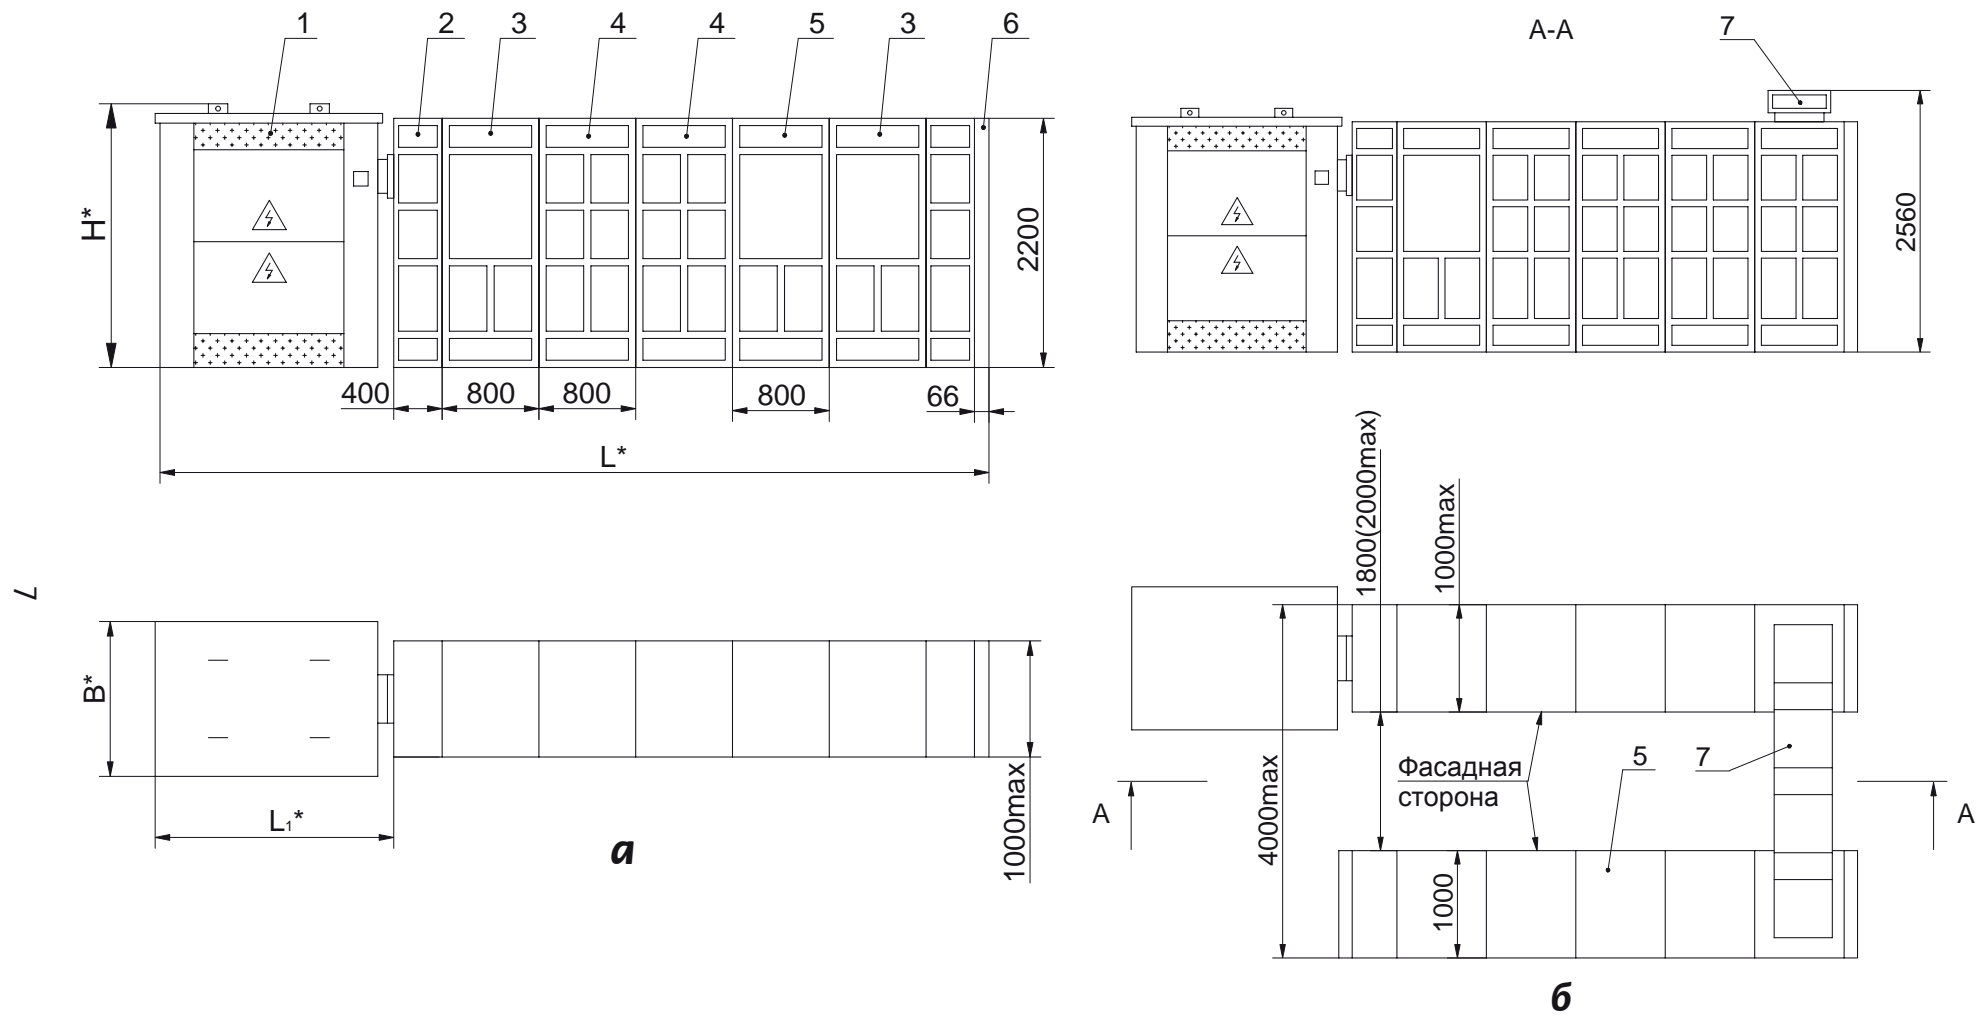 1 2 3 4 4 5 3 6
H*
2200
400 800 800 800 66
L*
B*
L₁*
1000max
а
7
А-А
7
2560
1800(2000max)
1000max
4000max
Фасадная
сторона
5 7
А А
1000
б